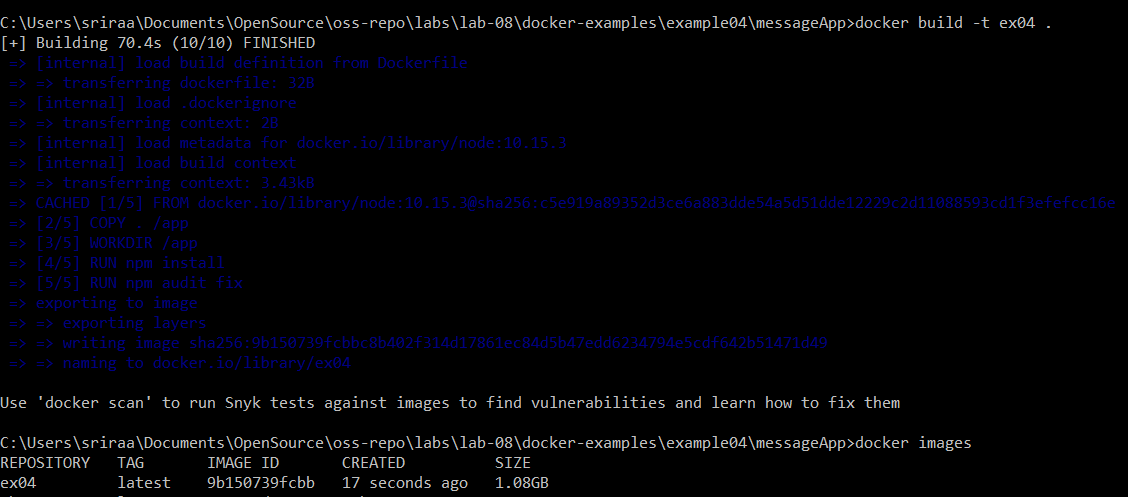 C:\Users\sriraa\Documents\OpenSource\oss-repo\labs\lab-08\docker-examples\example04\messageApp>docker build -t ex04 .
[+] Building 70.4s (10/10) FINISHED
=> [internal] load build definition from Dockerfile
=> => transferring dockerfile: 32B
=> [internal] load .dockerignore
=> => transferring context: 2B
=> [internal] load metadata for docker.io/library/node:10.15.3
=> [internal] load build context
=> => transferring context: 3.43kB
=> CACHED [1/5] FROM docker.io/library/node:10.15.3@sha256:c5e919a89352d3ce6a883dde54a5d51dde12229c2d11088593cd1f3efefcc16e
=> [2/5] COPY . /app
=> [3/5] WORKDIR /app
=> [4/5] RUN npm install
=> [5/5] RUN npm audit fix
=> exporting to image
=> => exporting layers
=> => writing image sha256:9b150739fcbbc8b402f314d17861ec84d5b47edd6234794e5cdf642b51471d49
=> => naming to docker.io/library/ex04
Use 'docker scan' to run Snyk tests against images to find vulnerabilities and learn how to fix them
C:\Users\sriraa\Documents\OpenSource\oss-repo\labs\lab-08\docker-examples\example04\messageApp>docker images
REPOSITORY TAG IMAGE ID CREATED SIZE
ex04 latest 9b150739fcbb 17 seconds ago 1.08GB